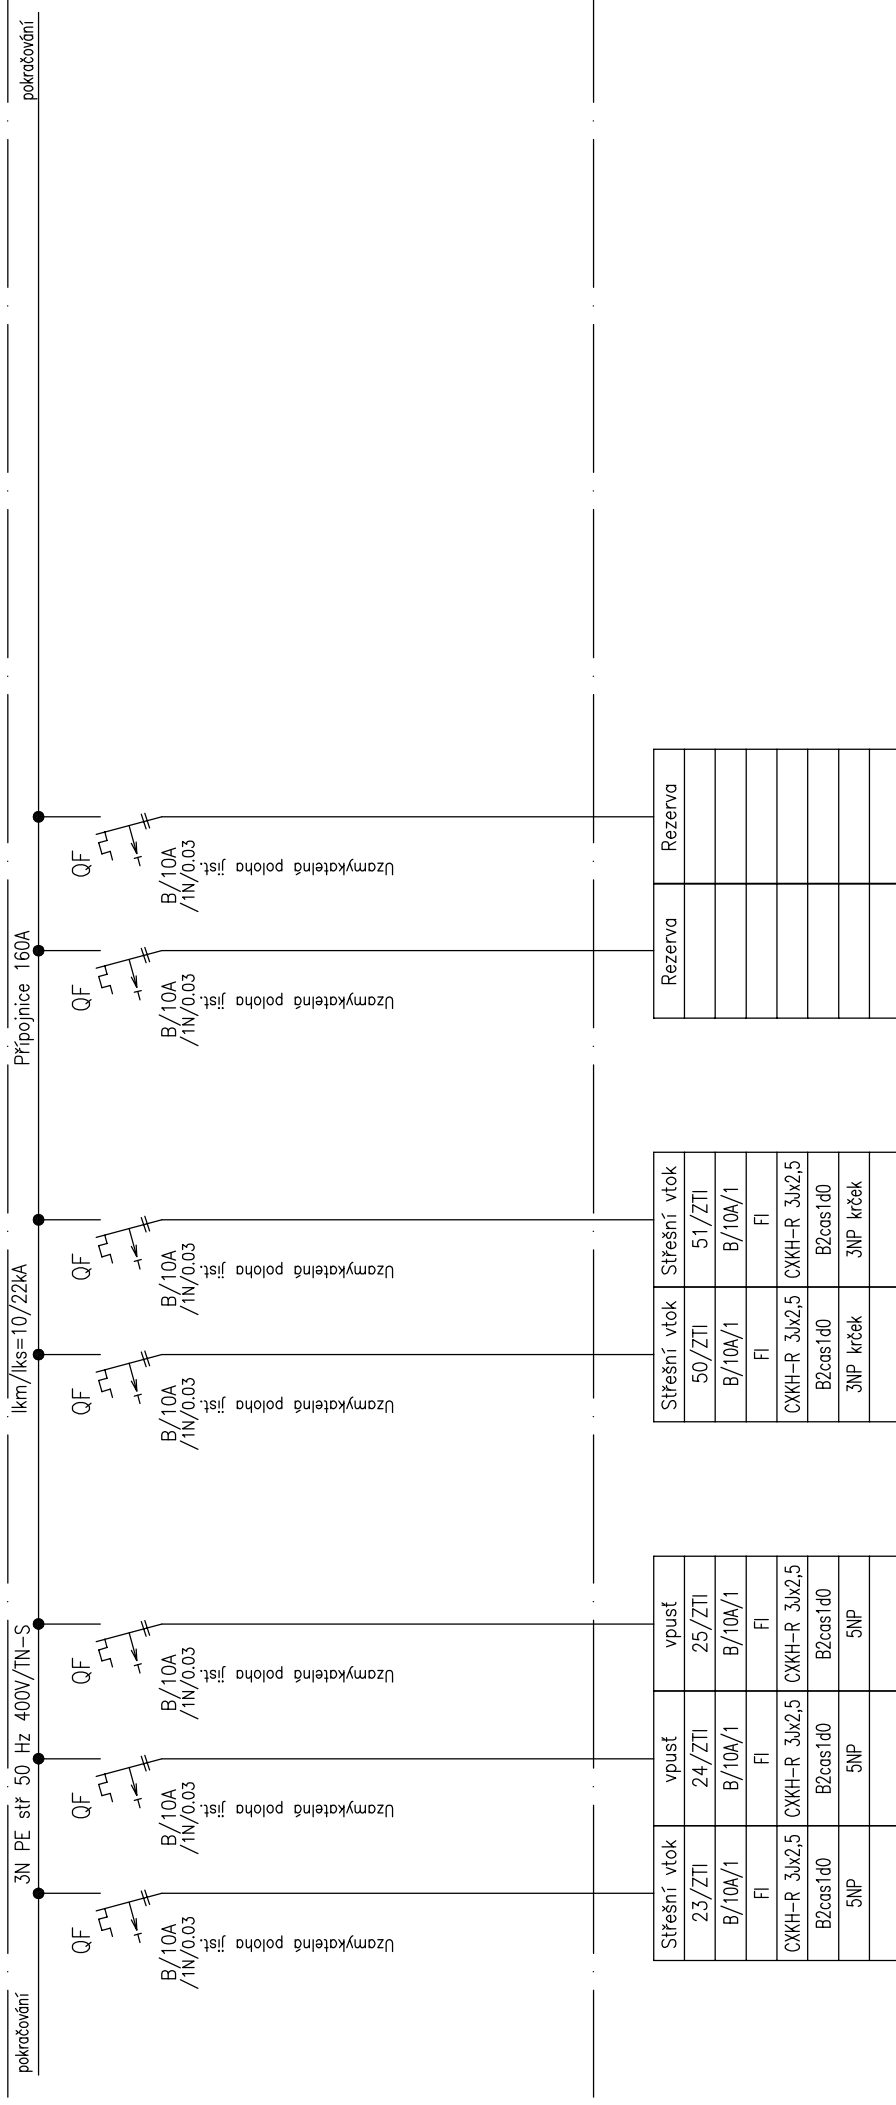 pokračování
3N PE stř 50 Hz 400V/TN-S
Ikm/Iks=10/22kA
Přípojnice 160A
pokračování
QF
B/10A
/1N/0.03
Uzamykatelná poloha jist.
QF
B/10A
/1N/0.03
Uzamykatelná poloha jist.
QF
B/10A
/1N/0.03
Uzamykatelná poloha jist.
QF
B/10A
/1N/0.03
Uzamykatelná poloha jist.
QF
B/10A
/1N/0.03
Uzamykatelná poloha jist.
QF
B/10A
/1N/0.03
Uzamykatelná poloha jist.
QF
B/10A
/1N/0.03
Uzamykatelná poloha jist.
Střešní vtok
23/ZTI
B/10A/1
FI
CXKH-R 3Jx2,5
B2cas1d0
5NP
vpusť
24/ZTI
B/10A/1
FI
CXKH-R 3Jx2,5
B2cas1d0
5NP
vpusť
25/ZTI
B/10A/1
FI
CXKH-R 3Jx2,5
B2cas1d0
5NP
Střešní vtok
50/ZTI
B/10A/1
FI
CXKH-R 3Jx2,5
B2cas1d0
3NP krček
Střešní vtok
51/ZTI
B/10A/1
FI
CXKH-R 3Jx2,5
B2cas1d0
3NP krček
Rezerva
Rezerva